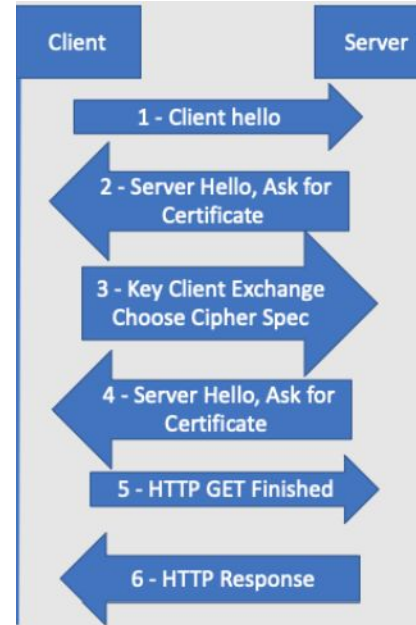 Client
Server
1 - Client hello
2 - Server Hello, Ask for
Certificate
3 - Key Client Exchange
Choose Cipher Spec
4 - Server Hello, Ask for
Certificate
5 - HTTP GET Finished
6 - HTTP Response